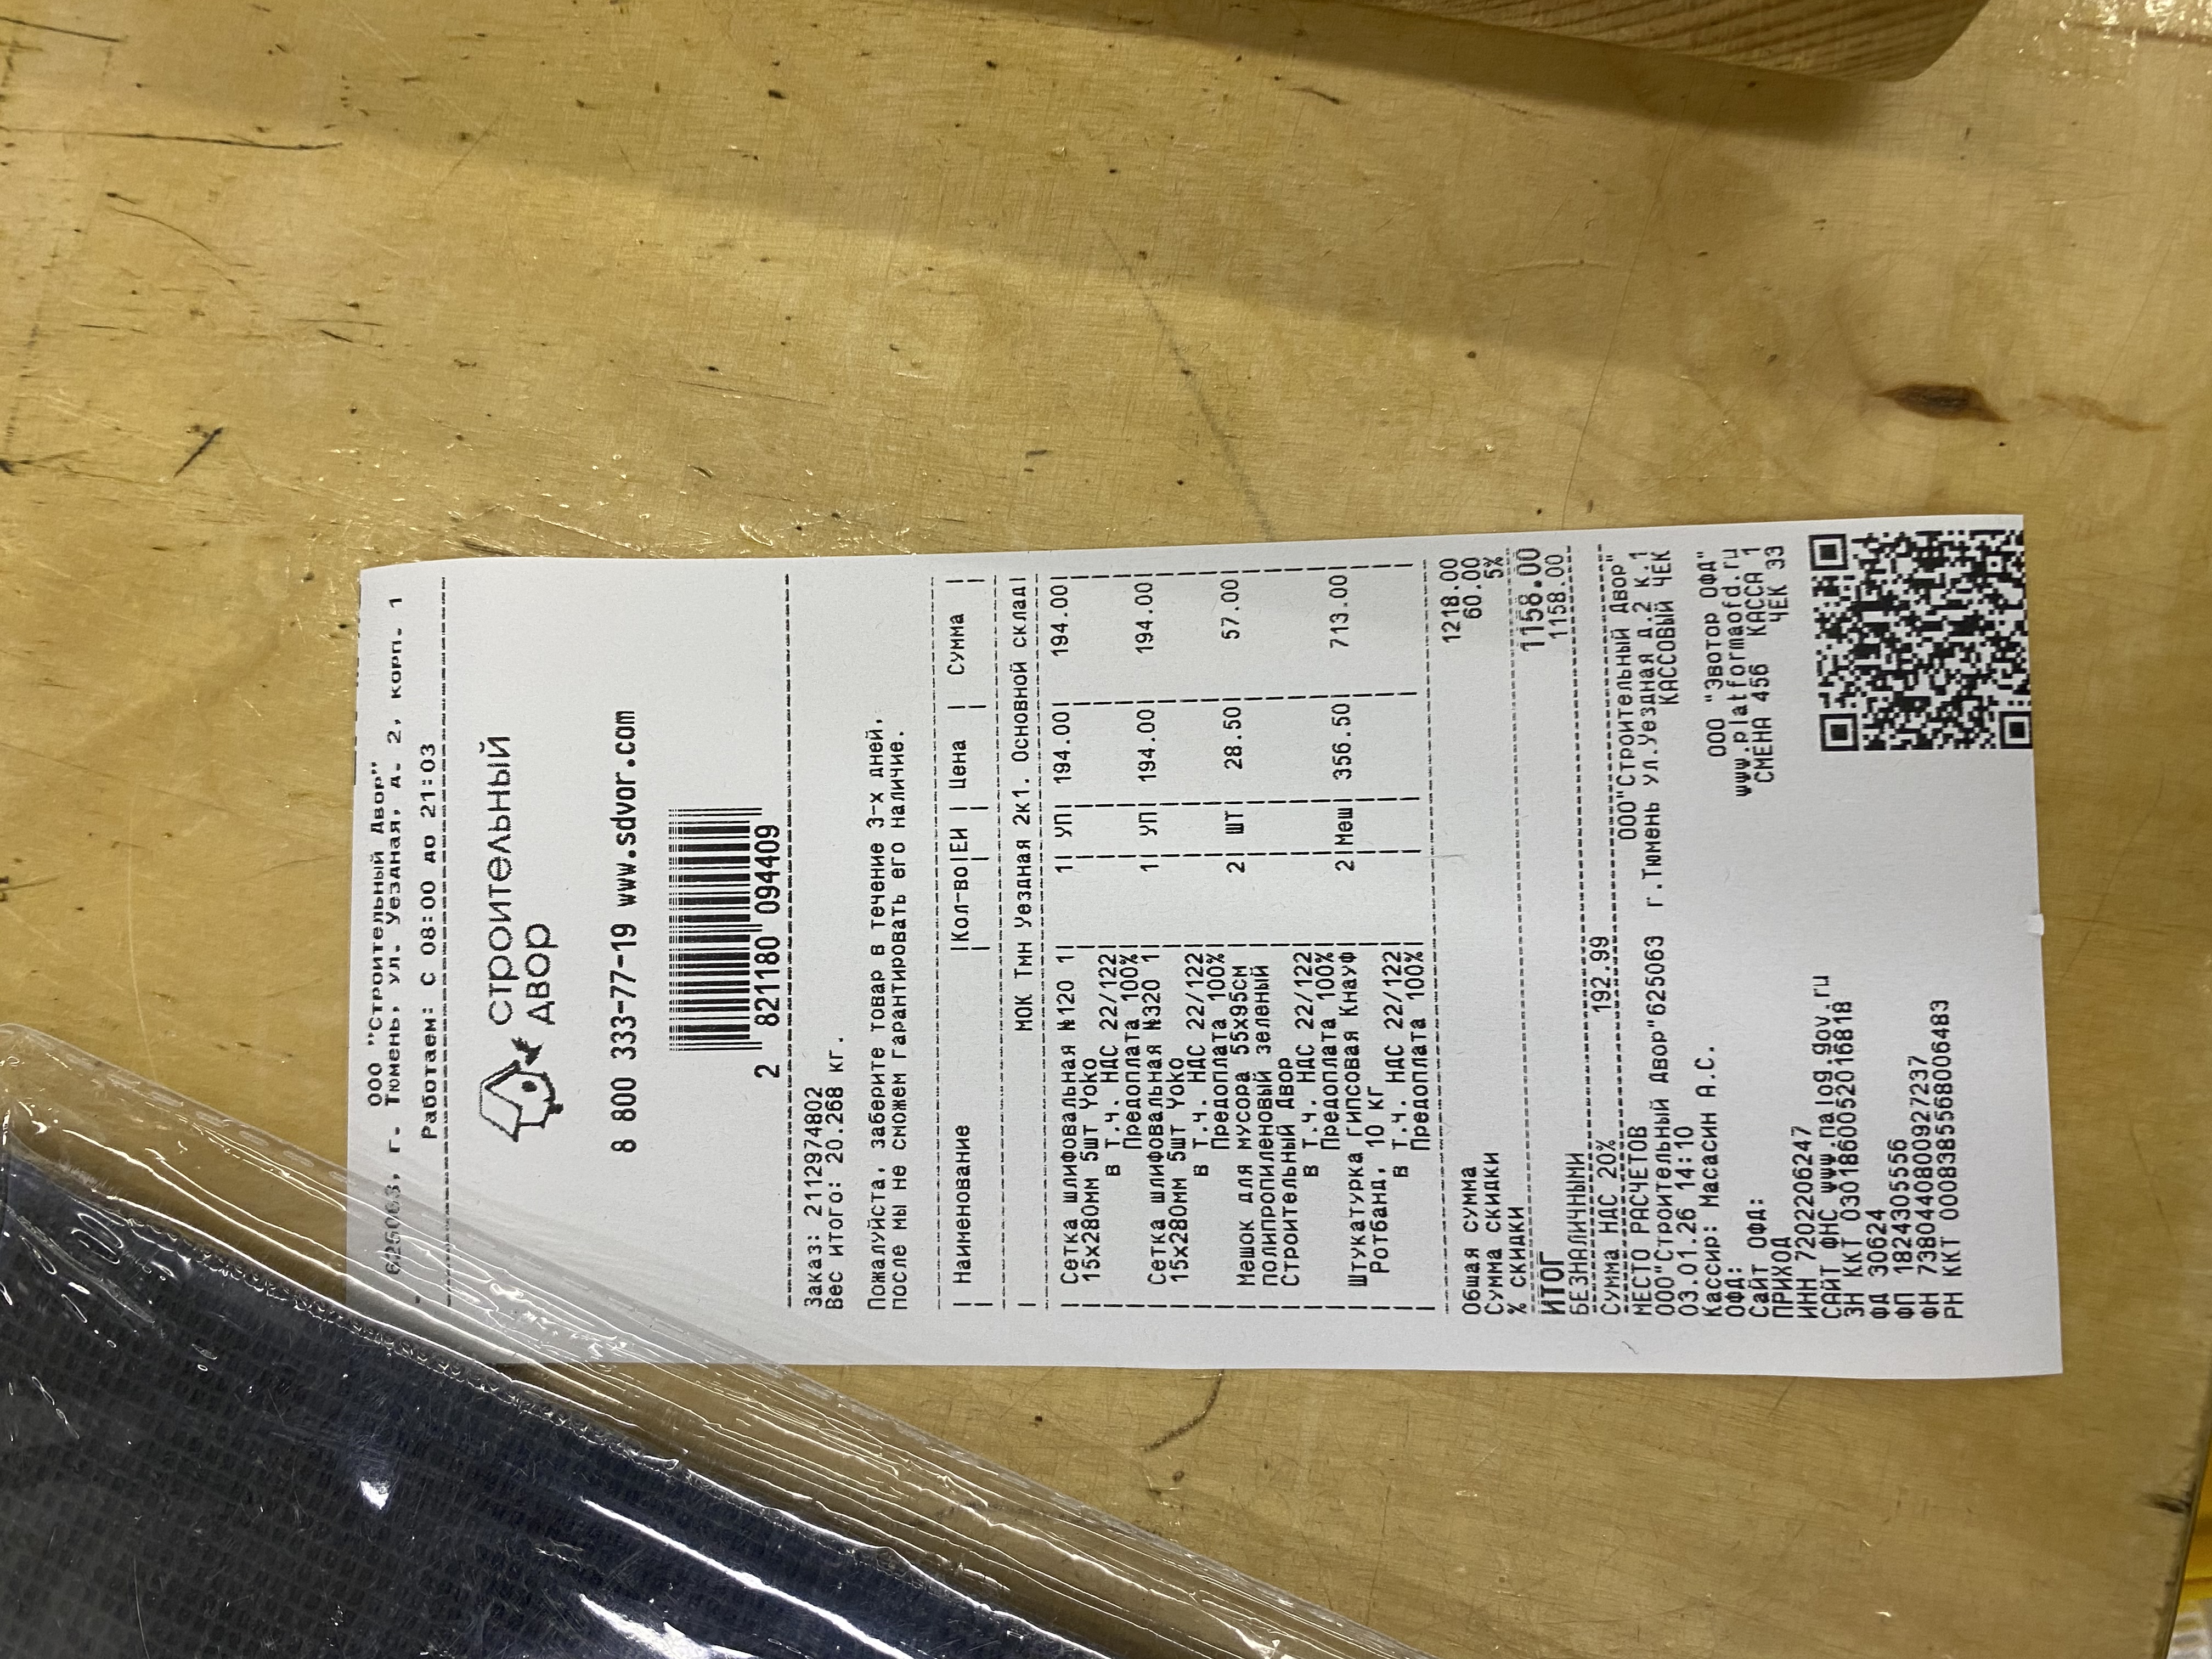 ООО "Строительный Двор"
625063, г. Тюмень, ул. Уездная, д. 2, корп. 1
Работаем: С 08:00 до 21:03
СТРОИТЕЛЬНЫЙ
ДВОР
8 800 333-77-19 www.sdvor.com
2 821180 094409
Заказ: 2112974802
Вес итого: 20.268 кг.
Пожалуйста, заберите товар в течение 3-х дней,
после мы не сможем гарантировать его наличие.
| Наименование |Кол-во|ЕИ | Цена | Сумма |
| МОК Тмн Уездная 2к1. Основной склад|
| Сетка шлифовальная №120 1| 1| УП| 194.00| 194.00|
15х280мм 5шт Yoko
в т.ч. НДС 22/122
Предоплата 100%
| Сетка шлифовальная №320 1| 1| УП| 194.00| 194.00|
15х280мм 5шт Yoko
в т.ч. НДС 22/122
Предоплата 100%
| Мешок для мусора 55х95см| 2| ШТ| 28.50| 57.00|
полипропиленовый зеленый
Строительный Двор
в т.ч. НДС 22/122
Предоплата 100%
| Штукатурка гипсовая Кнауф| 2|Меш| 356.50| 713.00|
Ротбанд, 10 кг
в т.ч. НДС 22/122
Предоплата 100%
Общая сумма 1218.00
Сумма скидки 60.00
% скидки 5%
ИТОГ 1158.00
БЕЗНАЛИЧНЫМИ 1158.00
Сумма НДС 20% 192.99
МЕСТО РАСЧЕТОВ ООО"Строительный Двор"
ООО"Строительный Двор"625063 г.Тюмень ул.Уездная д.2 к.1
03.01.26 14:10 КАССОВЫЙ ЧЕК
Кассир: Масасин А.С.
ОФД: ООО "Эвотор ОФД"
Сайт ОФД: www.platformaofd.ru
ПРИХОД СМЕНА 456 КАССА 1
ИНН 7202206247 ЧЕК 33
САЙТ ФНС www.nalog.gov.ru
ЗН ККТ 0301860052016818
ФД 30624
ФП 1824305556
ФН 7380440800927237
РН ККТ 0008385568006483